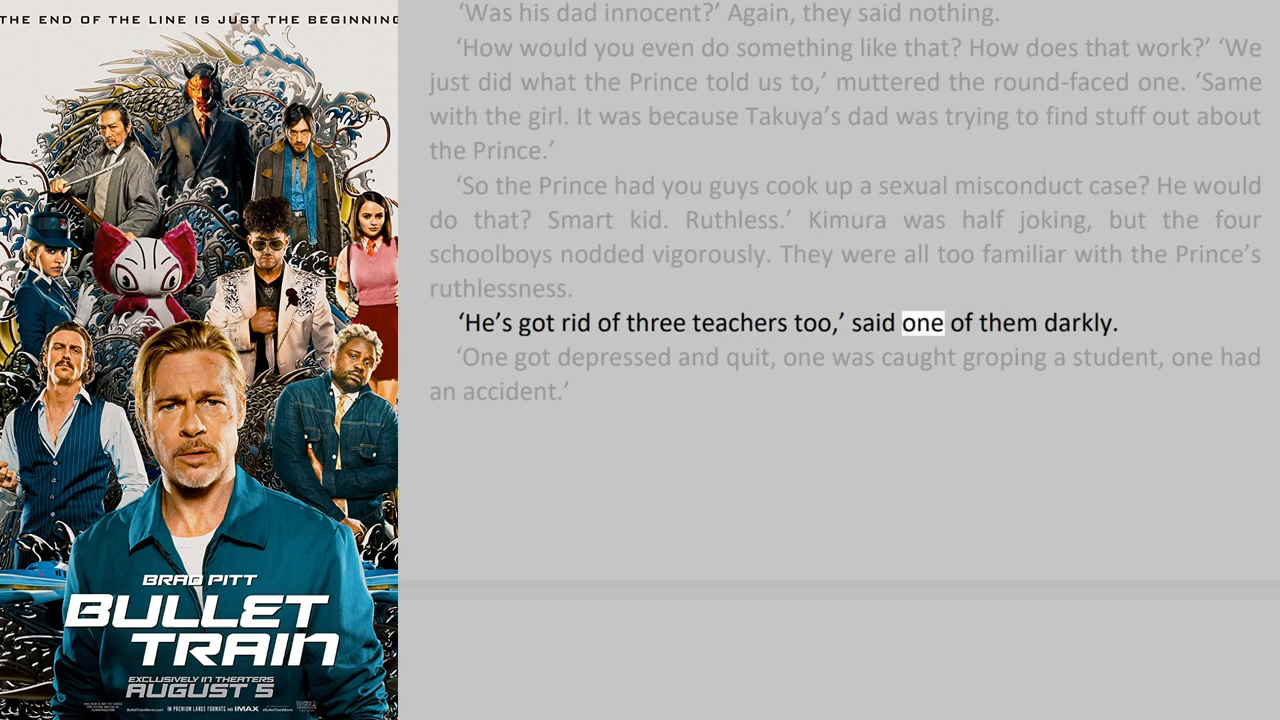 THE END OF THE LINE IS JUST THE BEGINNING
BRAD PITT
BULLET
TRAIN
EXCLUSIVELY IN THEATERS
AUGUST 5
BulletTrainMovie.com
IN PREMIUM LARGE FORMATS AND IMAX
#BulletTrainMovie
‘Was his dad innocent?’ Again, they said nothing.
‘How would you even do something like that? How does that work?’ ‘We
just did what the Prince told us to,’ muttered the round-faced one. ‘Same
with the girl. It was because Takuya’s dad was trying to find stuff out about
the Prince.’
‘So the Prince had you guys cook up a sexual misconduct case? He would
do that? Smart kid. Ruthless.’ Kimura was half joking, but the four
schoolboys nodded vigorously. They were all too familiar with the Prince’s
ruthlessness.
‘He’s got rid of three teachers too,’ said one of them darkly.
‘One got depressed and quit, one was caught groping a student, one had
an accident.’